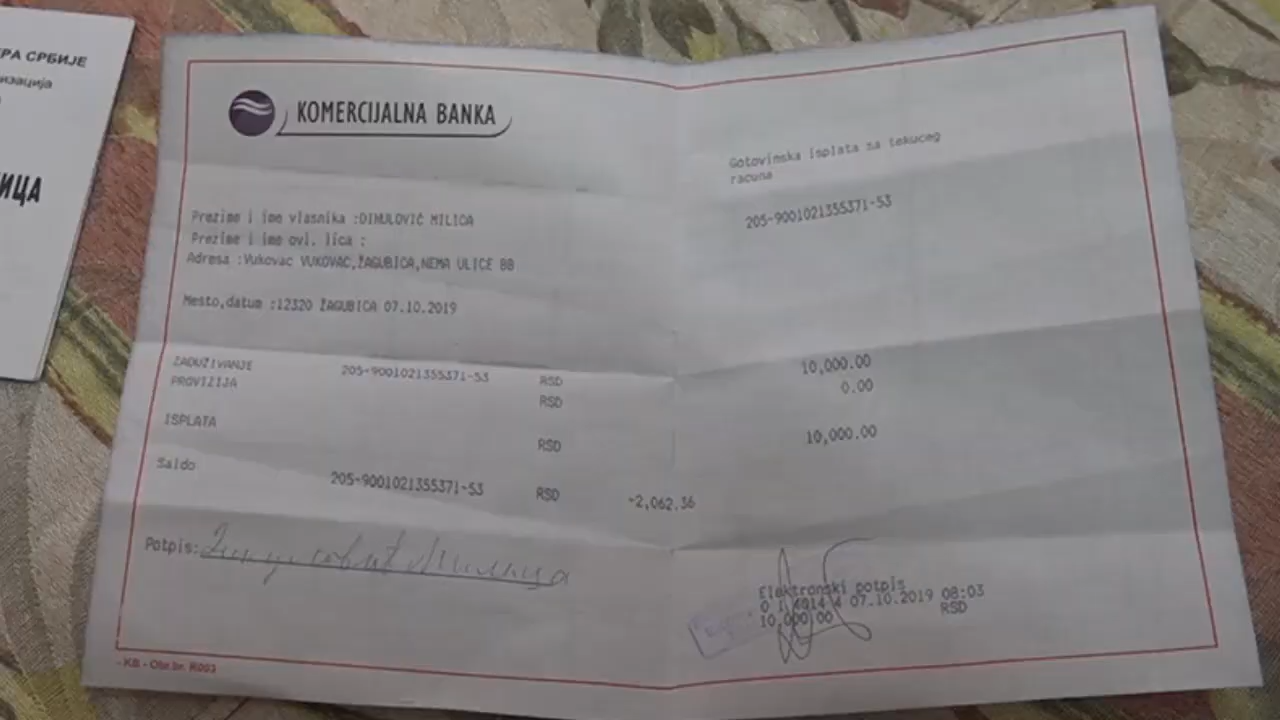 РА СРБИЈЕ
изација
ИЦА
KOMERCIJALNA BANKA
Gotovinska isplata sa tekuceg
racuna
205-9001021355371-53
Prezime i ime vlasnika :DINULOVIĆ MILICA
Prezime i ime ovl. lica :
Adresa :Vukovac VUKOVAC,ŽAGUBICA,NEMA ULICE BB
Mesto,datum :12320 ŽAGUBICA 07.10.2019
ZADUŽIVANJE 205-9001021355371-53 RSD 10,000.00
PROVIZIJA RSD 0.00
ISPLATA RSD 10,000.00
Saldo 205-9001021355371-53 RSD -2,062.36
Potpis: Милица
Elektronski potpis
0 1 4014 4 07.10.2019 08:03
10,000.00 RSD
- KB - Obr.br. R003